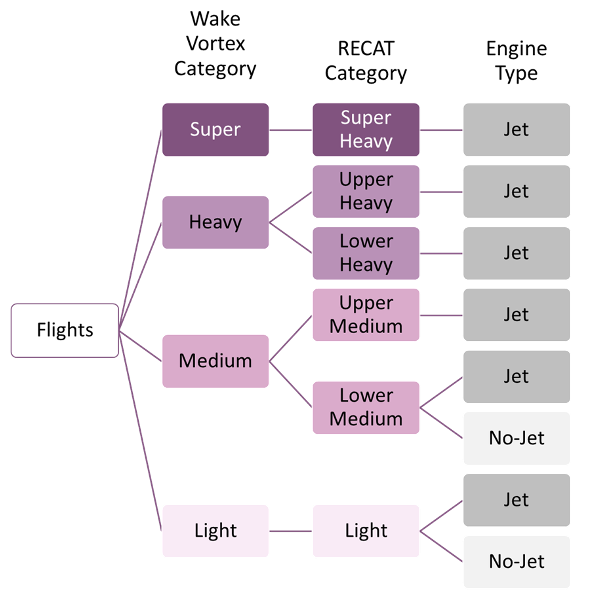 Wake
Vortex
Category
RECAT
Category
Engine
Type
Super
Super
Heavy
Jet
Heavy
Upper
Heavy
Jet
Lower
Heavy
Jet
Flights
Medium
Upper
Medium
Jet
Lower
Medium
Jet
No-Jet
Light
Light
Jet
No-Jet